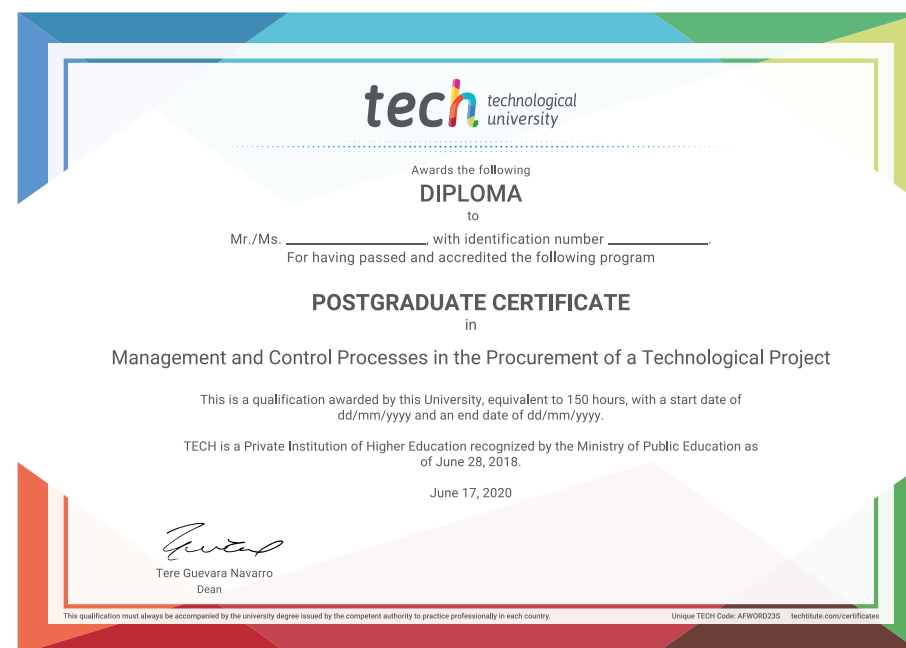 tech technological
university
Awards the following
DIPLOMA
to
Mr./Ms. ____________________, with identification number ______________.
For having passed and accredited the following program
POSTGRADUATE CERTIFICATE
in
Management and Control Processes in the Procurement of a Technological Project
This is a qualification awarded by this University, equivalent to 150 hours, with a start date of
dd/mm/yyyy and an end date of dd/mm/yyyy.
TECH is a Private Institution of Higher Education recognized by the Ministry of Public Education as
of June 28, 2018.
June 17, 2020
Tere Guevara Navarro
Dean
This qualification must always be accompanied by the university degree issued by the competent authority to practice professionally in each country. Unique TECH Code: AFWORD23S techtitute.com/certificates